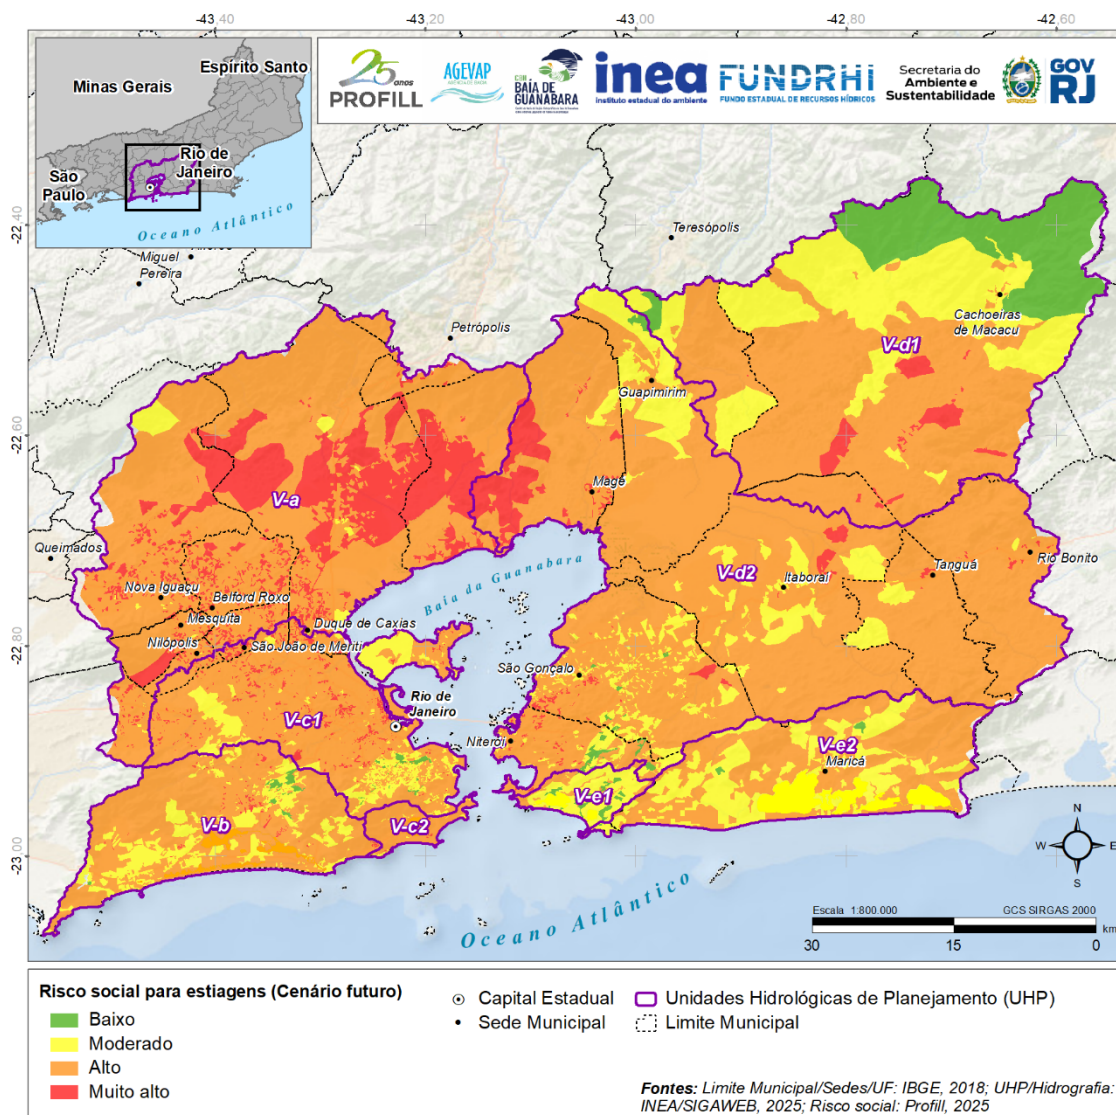 -43,40 -43,20 -43,00 -42,80 -42,60
-22,40
-22,60
-22,80
-23,00
Minas Gerais
Espírito Santo
Rio de
Janeiro
São
Paulo
Oceano Atlântico
25 anos
PROFILL
AGEVAP
CBH
BAÍA DE
GUANABARA
inea
instituto estadual do ambiente
FUNDRHI
FUNDO ESTADUAL DE RECURSOS HÍDRICOS
Secretaria do
Ambiente e
Sustentabilidade
GOV
RJ
Miguel
Pereira
Teresópolis
Petrópolis
Cachoeiras
de Macacu
V-d1
Guapimirim
V-a
Magé
Queimados
Nova Iguaçu
Belford Roxo
Mesquita
Nilópolis
Duque de Caxias
São João de Meriti
Baía da Guanabara
V-d2
Itaboraí
Tanguá
Rio Bonito
São Gonçalo
Rio de
Janeiro
V-c1
Niterói
V-e2
Maricá
V-e1
V-b
V-c2
Oceano Atlântico
N
W E
S
Escala 1:800.000 GCS SIRGAS 2000
km
30 15 0
Risco social para estiagens (Cenário futuro)
Baixo
Moderado
Alto
Muito alto
Capital Estadual
Sede Municipal
Unidades Hidrológicas de Planejamento (UHP)
Limite Municipal
Fontes: Limite Municipal/Sedes/UF: IBGE, 2018; UHP/Hidrografia:
INEA/SIGAWEB, 2025; Risco social: Profill, 2025